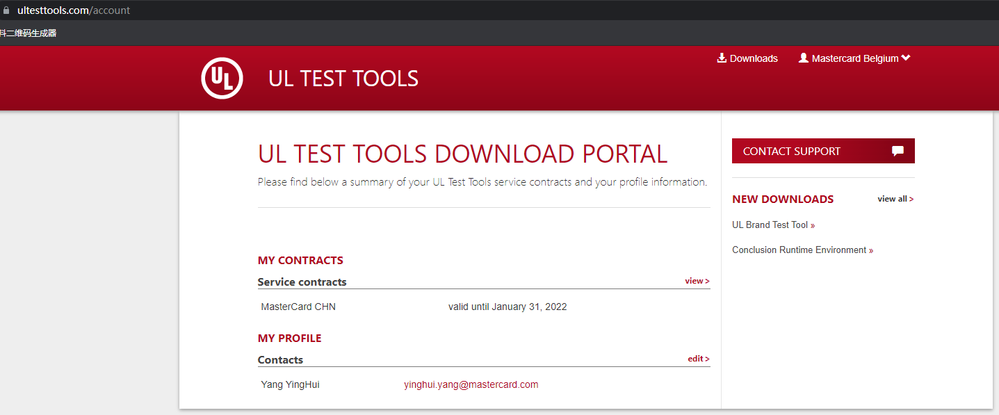 ultesttools.com/account
料二维码生成器
Downloads
Mastercard Belgium
UL
UL TEST TOOLS
UL TEST TOOLS DOWNLOAD PORTAL
Please find below a summary of your UL Test Tools service contracts and your profile information.
MY CONTRACTS
Service contracts view >
MasterCard CHN valid until January 31, 2022
MY PROFILE
Contacts edit >
Yang YingHui yinghui.yang@mastercard.com
CONTACT SUPPORT
NEW DOWNLOADS view all >
UL Brand Test Tool »
Conclusion Runtime Environment »